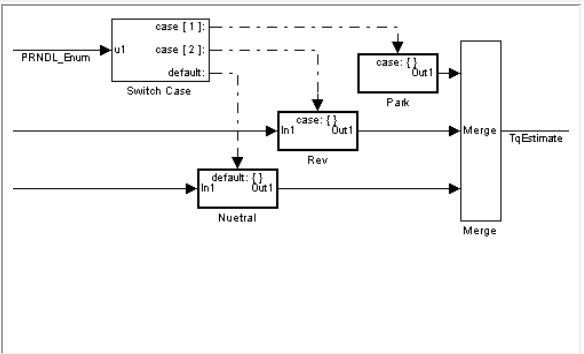 case [ 1 ]:
PRNDL_Enum
u1
case [ 2 ]:
default:
Switch Case
case: { }
Out1
Park
case: { }
In1
Out1
Rev
Merge
TqEstimate
default: { }
In1
Out1
Nuetral
Merge